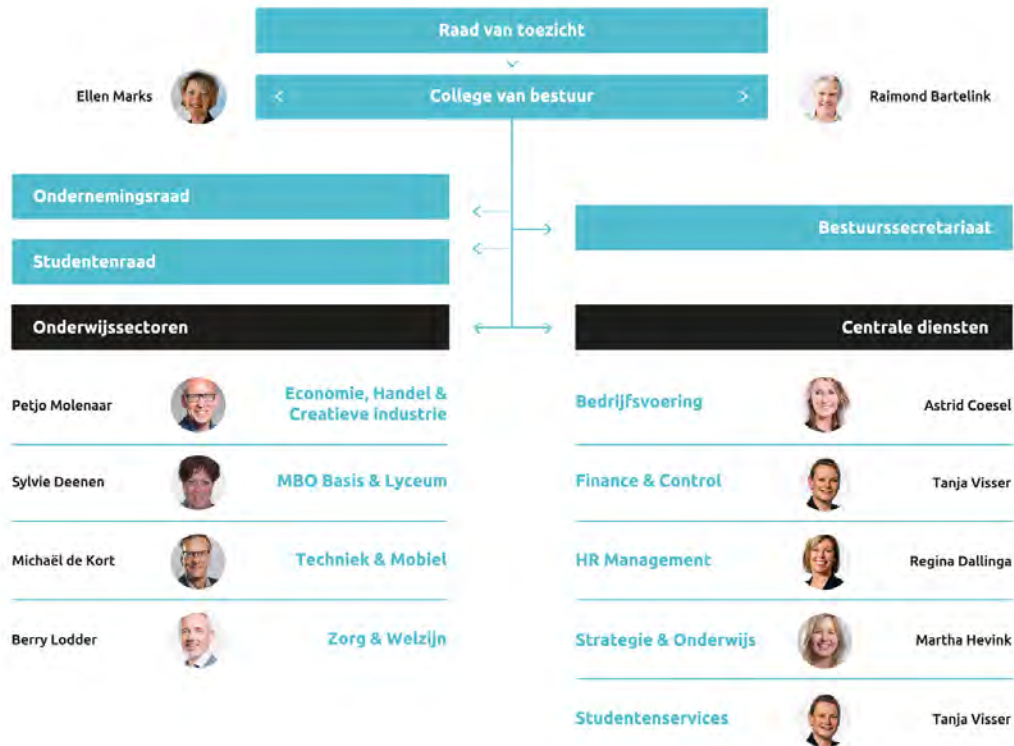 Raad van toezicht
Ellen Marks
College van bestuur
Raimond Bartelink
Ondernemingsraad
Bestuurssecretariaat
Studentenraad
Onderwijssectoren
Centrale diensten
Petjo Molenaar
Economie, Handel &
Creatieve industrie
Sylvie Deenen
MBO Basis & Lyceum
Michaël de Kort
Techniek & Mobiel
Berry Lodder
Zorg & Welzijn
Bedrijfsvoering
Astrid Coesel
Finance & Control
Tanja Visser
HR Management
Regina Dallinga
Strategie & Onderwijs
Martha Hevink
Studentenservices
Tanja Visser